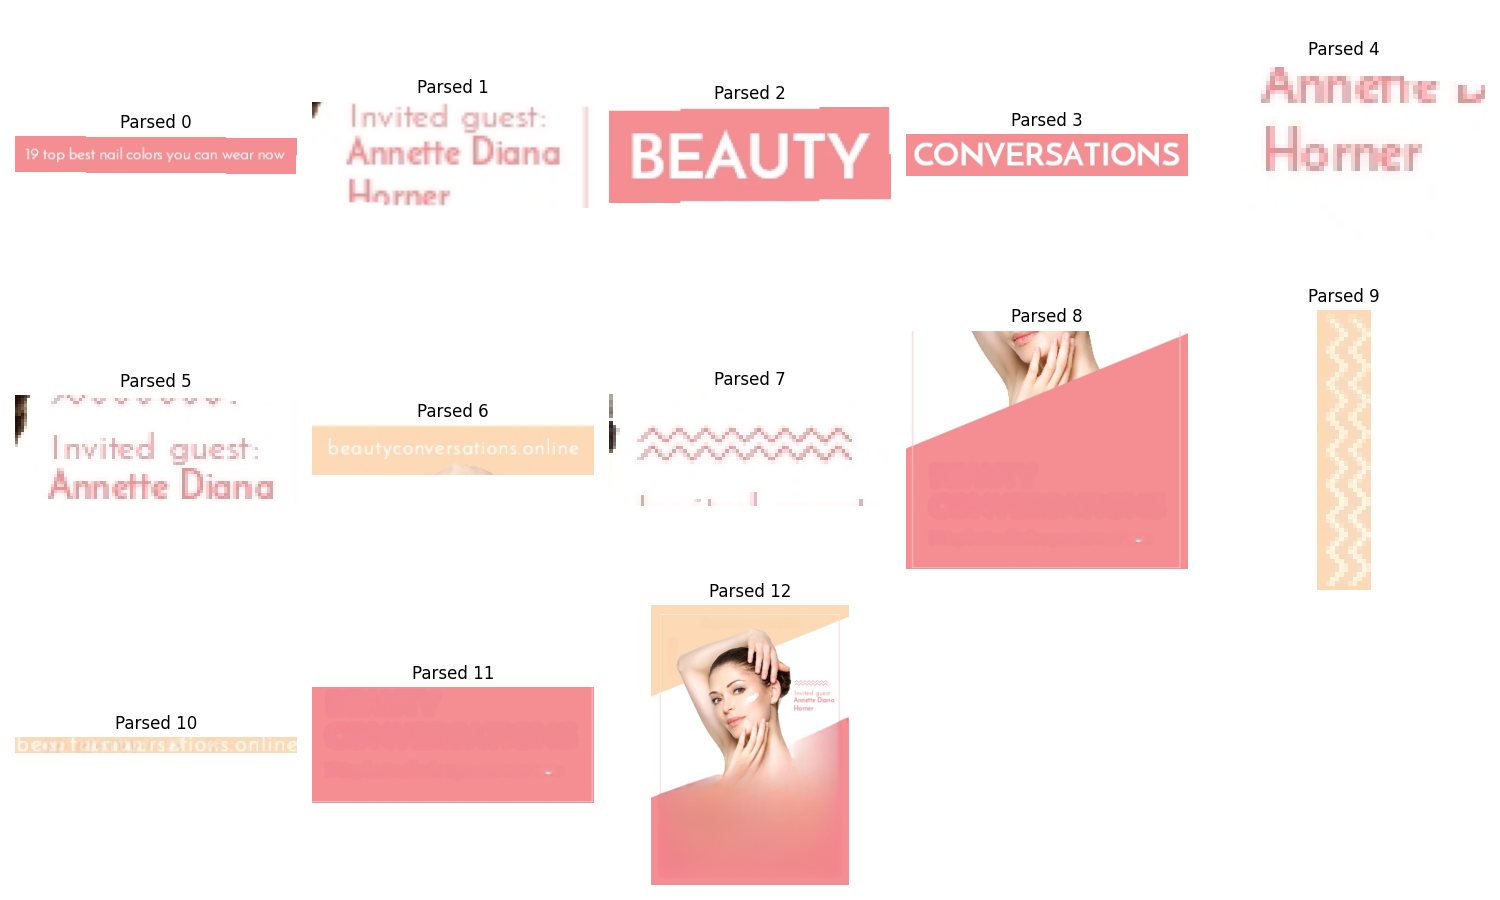 Parsed 0
19 top best nail colors you can wear now
Parsed 1
Invited guest:
Annette Diana
Horner
Parsed 2
BEAUTY
Parsed 3
CONVERSATIONS
Parsed 4
Annette D
Horner
Parsed 5
Invited guest:
Annette Diana
Parsed 6
beautyconversations.online
Parsed 7
Parsed 8
Parsed 9
Parsed 10
Parsed 11
Parsed 12
Invited guest:
Annette Diana
Horner